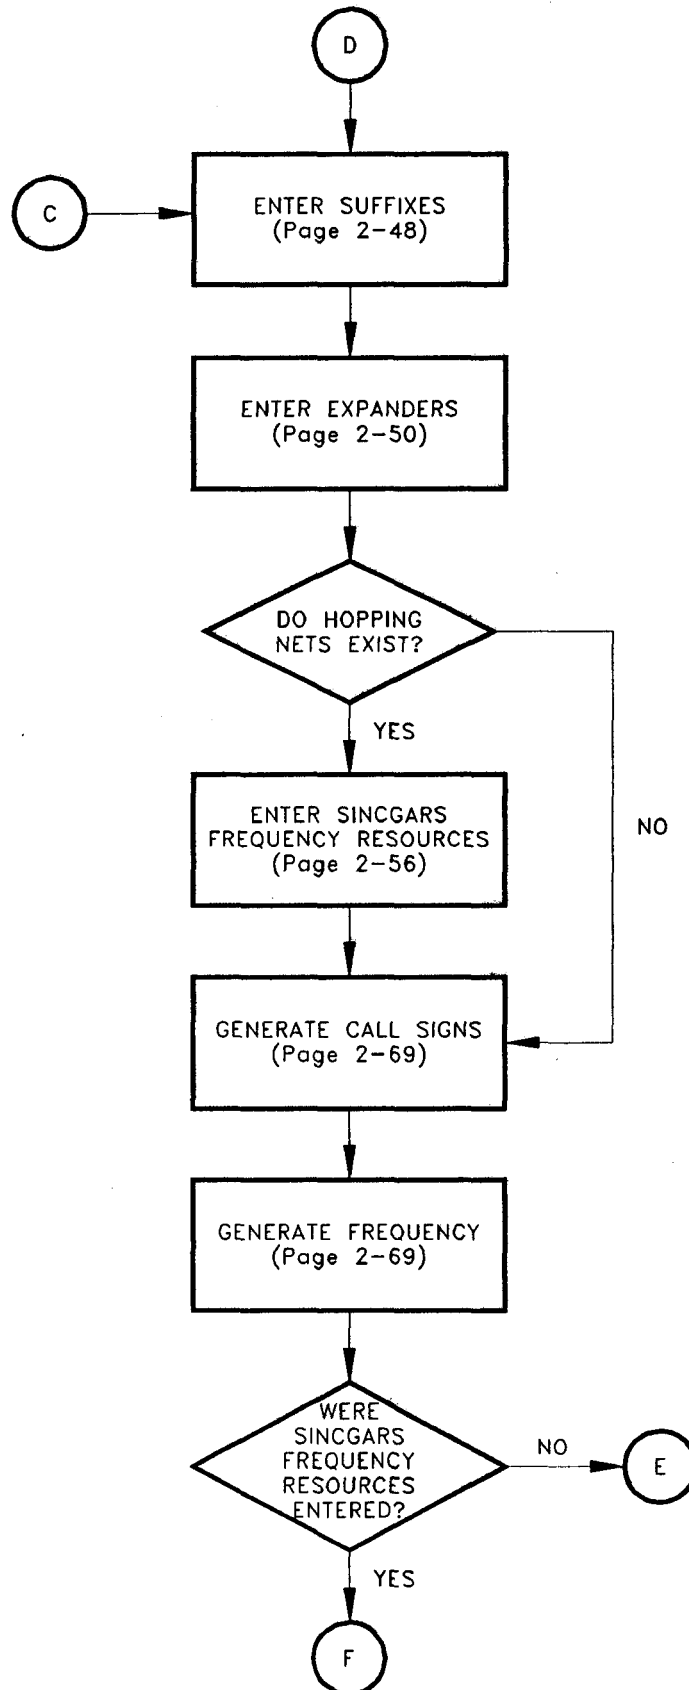 D
C
ENTER SUFFIXES
(Page 2-48)
ENTER EXPANDERS
(Page 2-50)
DO HOPPING
NETS EXIST?
YES
NO
ENTER SINCGARS
FREQUENCY RESOURCES
(Page 2-56)
GENERATE CALL SIGNS
(Page 2-69)
GENERATE FREQUENCY
(Page 2-69)
WERE
SINCGARS
FREQUENCY
RESOURCES
ENTERED?
NO
E
YES
F